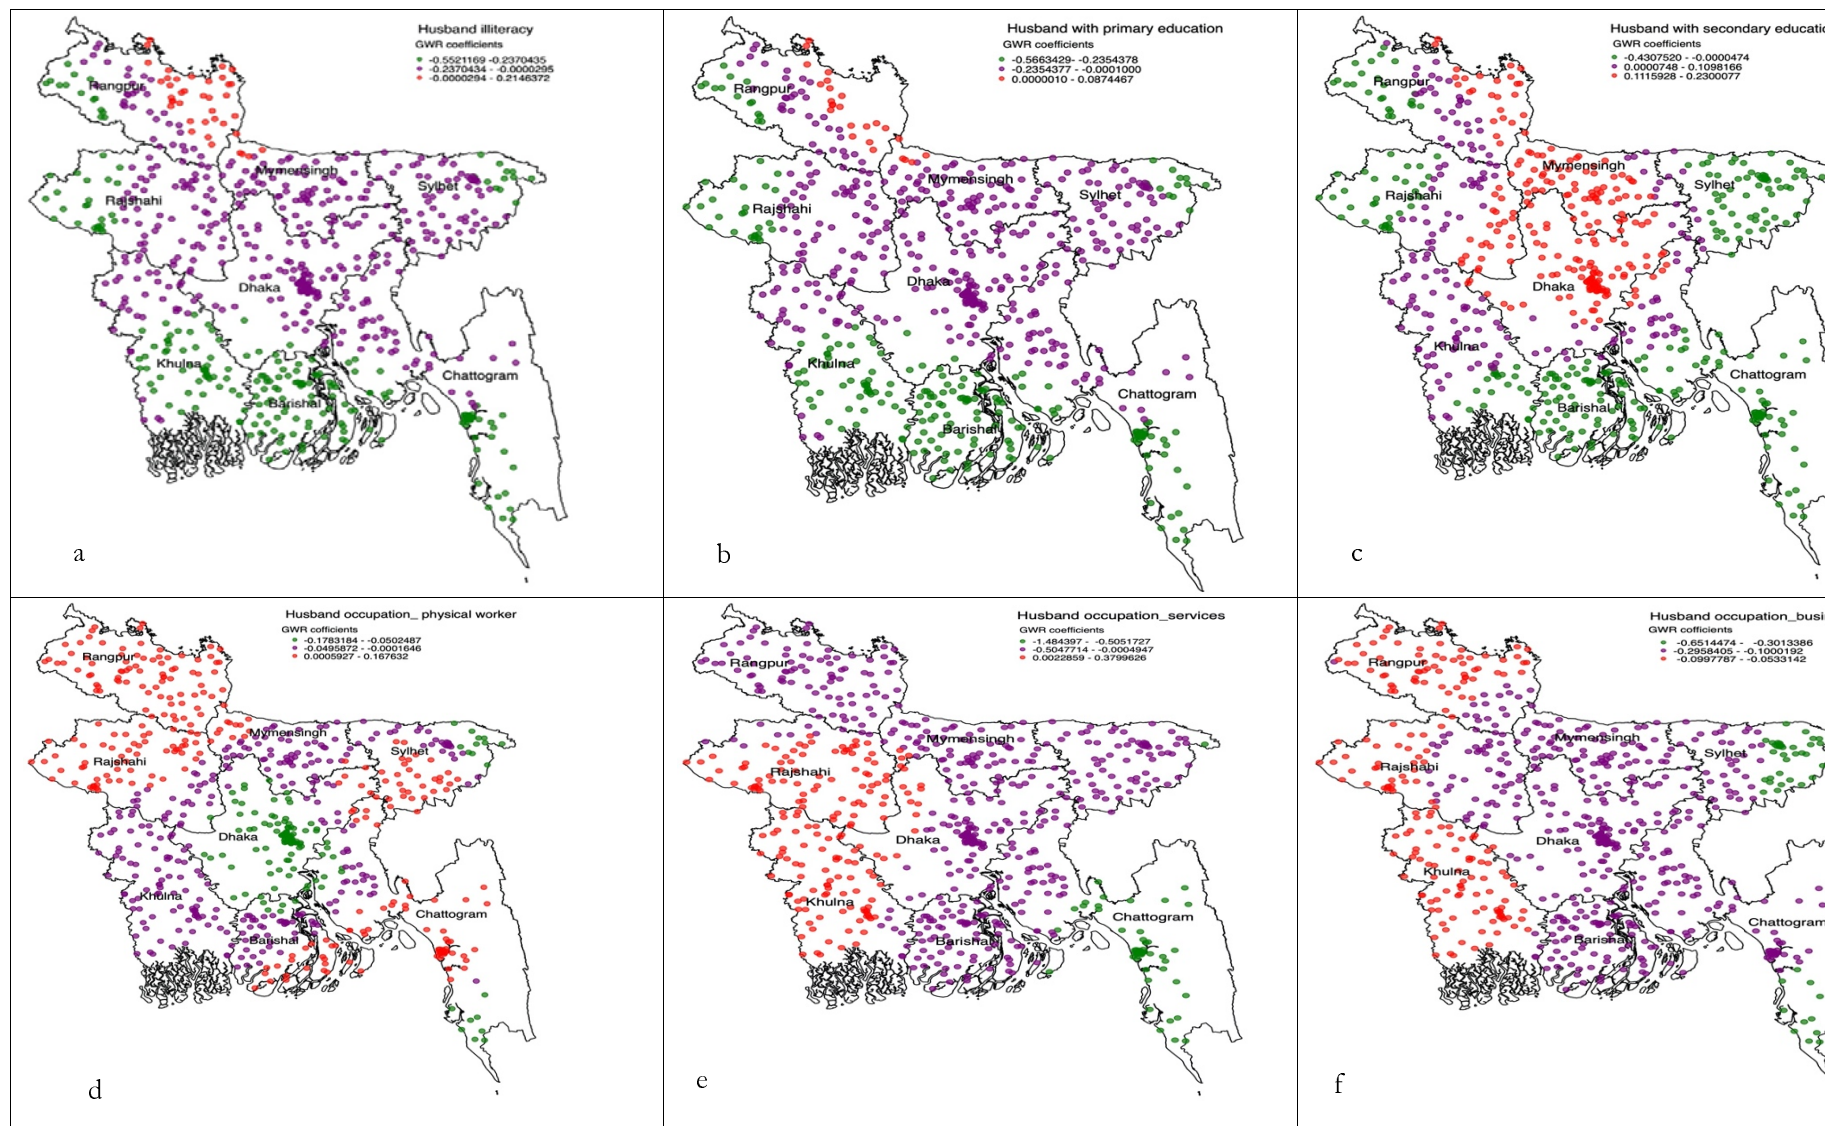 Husband illiteracy
GWR coefficients
-0.5521169 -0.2370435
-0.2370434 - -0.0000295
-0.0000294 - 0.2146372
Rangpur
Mymensingh
Sylhet
Rajshahi
Dhaka
Khulna
Chattogram
Barishal
a
Husband with primary education
GWR coefficients
-0.5663429- -0.2354378
-0.2354377 - -0.0001000
0.0000010 - 0.0874467
Rangpur
Mymensingh
Sylhet
Rajshahi
Dhaka
Khulna
Chattogram
Barishal
b
Husband with secondary educatio
GWR coefficients
-0.4307520 - -0.0000474
0.0000748 - 0.1098166
0.1115928 - 0.2300077
Rangpur
Mymensingh
Sylhet
Rajshahi
Dhaka
Khulna
Chattogram
Barishal
c
Husband occupation_ physical worker
GWR cofficients
-0.1783184 - -0.0502487
-0.0495872 - -0.0001646
0.0005927 - 0.167632
Rangpur
Mymensingh
Sylhet
Rajshahi
Dhaka
Khulna
Chattogram
Barishal
d
Husband occupation_services
GWR coefficients
-1.484397 - -0.5051727
-0.5047714 - -0.0004947
0.0022859 - 0.3799626
Rangpur
Mymensingh
Rajshahi
Dhaka
Khulna
Chattogram
Barishal
e
Husband occupation_busi
GWR cofficients
-0.6514474 - -0.3013386
-0.2958405 - -0.1000192
-0.0997787 - -0.0533142
Rangpur
Mymensingh
Sylhet
Rajshahi
Dhaka
Khulna
Chattogram
Barishal
f